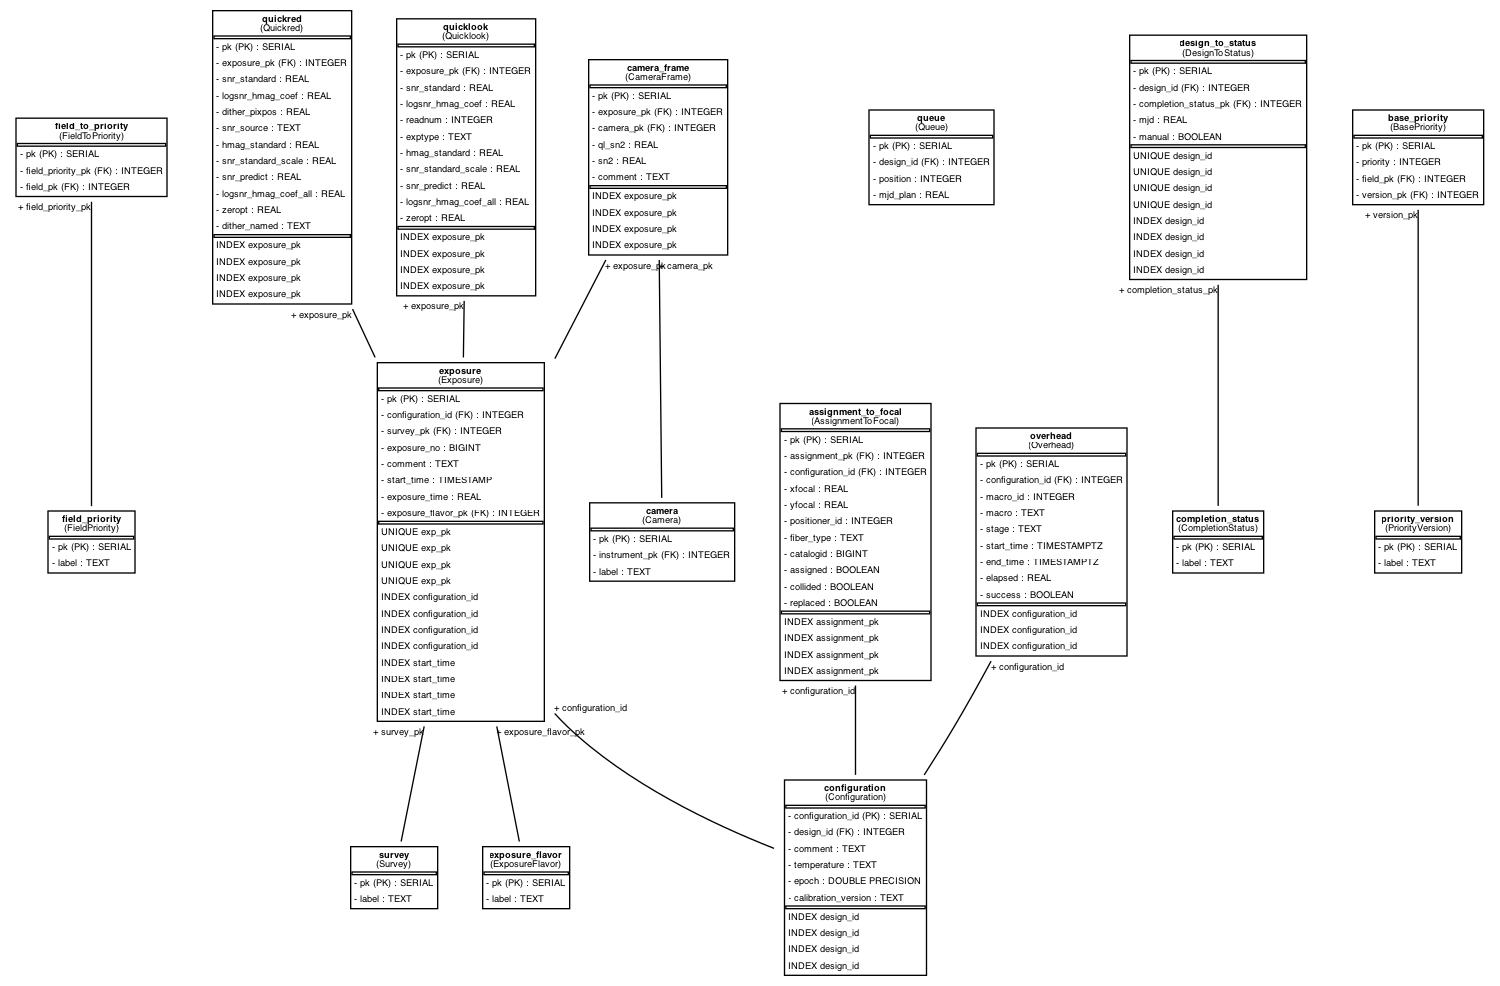 quickred
(Quickred)
- pk (PK) : SERIAL
- exposure_pk (FK) : INTEGER
- snr_standard : REAL
- logsnr_hmag_coef : REAL
- dither_pixpos : REAL
- snr_source : TEXT
- hmag_standard : REAL
- snr_standard_scale : REAL
- snr_predict : REAL
- logsnr_hmag_coef_all : REAL
- zeropt : REAL
- dither_named : TEXT
INDEX exposure_pk
INDEX exposure_pk
INDEX exposure_pk
INDEX exposure_pk
+ exposure_pk
quicklook
(Quicklook)
- pk (PK) : SERIAL
- exposure_pk (FK) : INTEGER
- snr_standard : REAL
- logsnr_hmag_coef : REAL
- readnum : INTEGER
- exptype : TEXT
- hmag_standard : REAL
- snr_standard_scale : REAL
- snr_predict : REAL
- logsnr_hmag_coef_all : REAL
- zeropt : REAL
INDEX exposure_pk
INDEX exposure_pk
INDEX exposure_pk
INDEX exposure_pk
+ exposure_pk
camera_frame
(CameraFrame)
- pk (PK) : SERIAL
- exposure_pk (FK) : INTEGER
- camera_pk (FK) : INTEGER
- ql_sn2 : REAL
- sn2 : REAL
- comment : TEXT
INDEX exposure_pk
INDEX exposure_pk
INDEX exposure_pk
INDEX exposure_pk
+ exposure_pk
+ camera_pk
design_to_status
(DesignToStatus)
- pk (PK) : SERIAL
- design_id (FK) : INTEGER
- completion_status_pk (FK) : INTEGER
- mjd : REAL
- manual : BOOLEAN
UNIQUE design_id
UNIQUE design_id
UNIQUE design_id
UNIQUE design_id
INDEX design_id
INDEX design_id
INDEX design_id
INDEX design_id
+ completion_status_pk
field_to_priority
(FieldToPriority)
- pk (PK) : SERIAL
- field_priority_pk (FK) : INTEGER
- field_pk (FK) : INTEGER
+ field_priority_pk
queue
(Queue)
- pk (PK) : SERIAL
- design_id (FK) : INTEGER
- position : INTEGER
- mjd_plan : REAL
base_priority
(BasePriority)
- pk (PK) : SERIAL
- priority : INTEGER
- field_pk (FK) : INTEGER
- version_pk (FK) : INTEGER
+ version_pk
exposure
(Exposure)
- pk (PK) : SERIAL
- configuration_id (FK) : INTEGER
- survey_pk (FK) : INTEGER
- exposure_no : BIGINT
- comment : TEXT
- start_time : TIMESTAMP
- exposure_time : REAL
- exposure_flavor_pk (FK) : INTEGER
UNIQUE exp_pk
UNIQUE exp_pk
UNIQUE exp_pk
UNIQUE exp_pk
INDEX configuration_id
INDEX configuration_id
INDEX configuration_id
INDEX configuration_id
INDEX start_time
INDEX start_time
INDEX start_time
INDEX start_time
+ survey_pk
+ exposure_flavor_pk
+ configuration_id
assignment_to_focal
(AssignmentToFocal)
- pk (PK) : SERIAL
- assignment_pk (FK) : INTEGER
- configuration_id (FK) : INTEGER
- xfocal : REAL
- yfocal : REAL
- positioner_id : INTEGER
- fiber_type : TEXT
- catalogid : BIGINT
- assigned : BOOLEAN
- collided : BOOLEAN
- replaced : BOOLEAN
INDEX assignment_pk
INDEX assignment_pk
INDEX assignment_pk
INDEX assignment_pk
+ configuration_id
overhead
(Overhead)
- pk (PK) : SERIAL
- configuration_id (FK) : INTEGER
- macro_id : INTEGER
- macro : TEXT
- stage : TEXT
- start_time : TIMESTAMPTZ
- end_time : TIMESTAMPTZ
- elapsed : REAL
- success : BOOLEAN
INDEX configuration_id
INDEX configuration_id
INDEX configuration_id
+ configuration_id
field_priority
(FieldPriority)
- pk (PK) : SERIAL
- label : TEXT
camera
(Camera)
- pk (PK) : SERIAL
- instrument_pk (FK) : INTEGER
- label : TEXT
completion_status
(CompletionStatus)
- pk (PK) : SERIAL
- label : TEXT
priority_version
(PriorityVersion)
- pk (PK) : SERIAL
- label : TEXT
survey
(Survey)
- pk (PK) : SERIAL
- label : TEXT
exposure_flavor
(ExposureFlavor)
- pk (PK) : SERIAL
- label : TEXT
configuration
(Configuration)
- configuration_id (PK) : SERIAL
- design_id (FK) : INTEGER
- comment : TEXT
- temperature : TEXT
- epoch : DOUBLE PRECISION
- calibration_version : TEXT
INDEX design_id
INDEX design_id
INDEX design_id
INDEX design_id